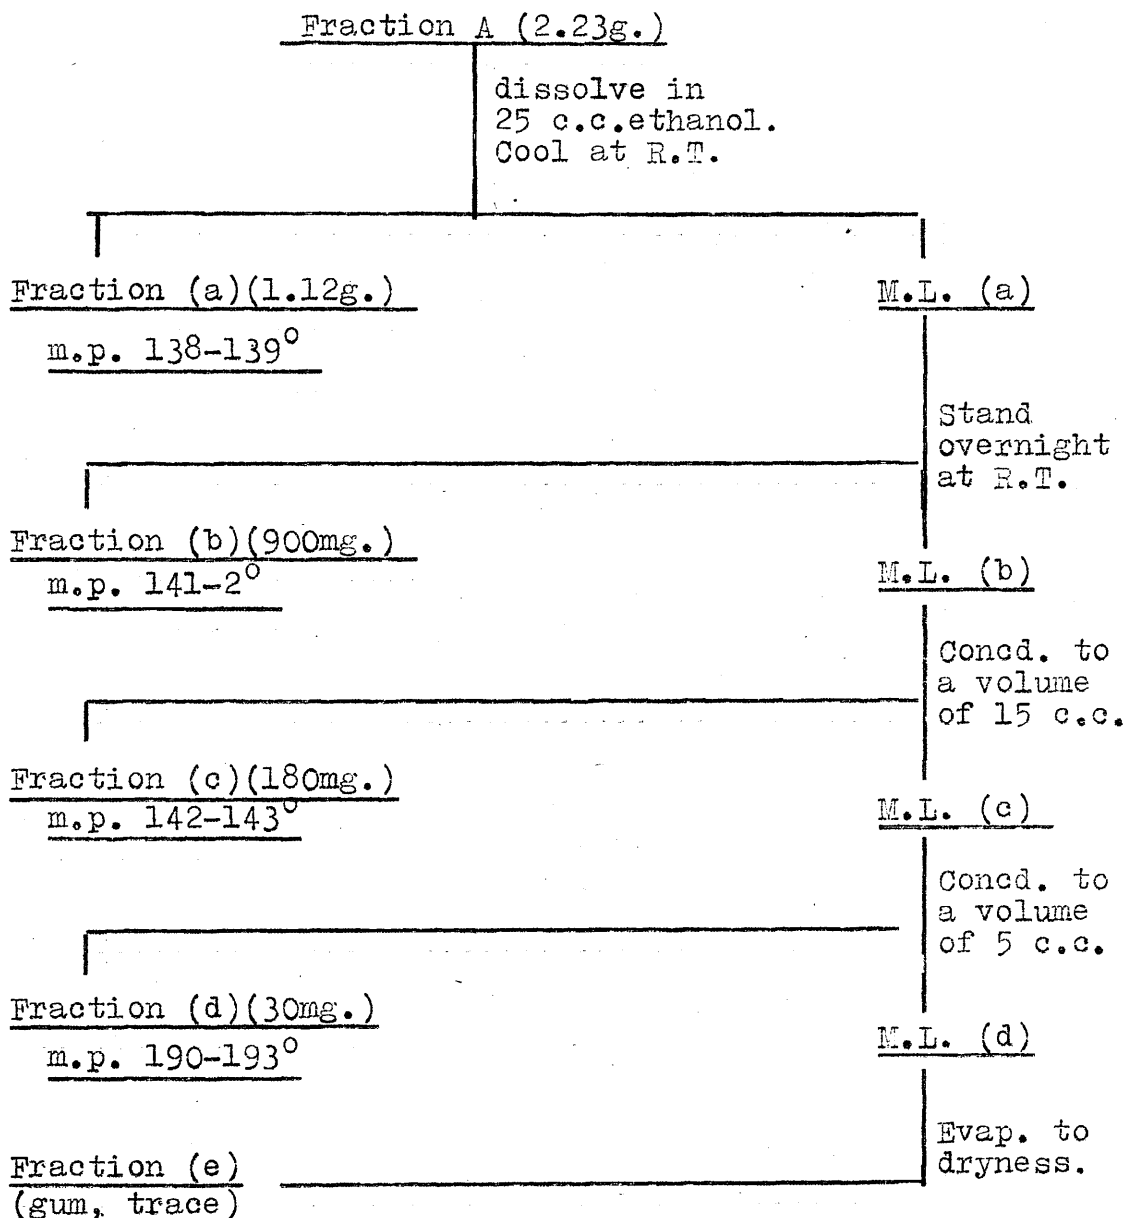 Fraction A (2.23g.)
dissolve in
25 c.c.ethanol.
Cool at R.T.
Fraction (a)(1.12g.)
M.L. (a)
m.p. 138-139°
Stand
overnight
at R.T.
Fraction (b)(900mg.)
m.p. 141-2°
M.L. (b)
Concd. to
a volume
of 15 c.c.
Fraction (c)(180mg.)
m.p. 142-143°
M.L. (c)
Concd. to
a volume
of 5 c.c.
Fraction (d)(30mg.)
m.p. 190-193°
M.L. (d)
Evap. to
dryness.
Fraction (e)
(gum, trace)